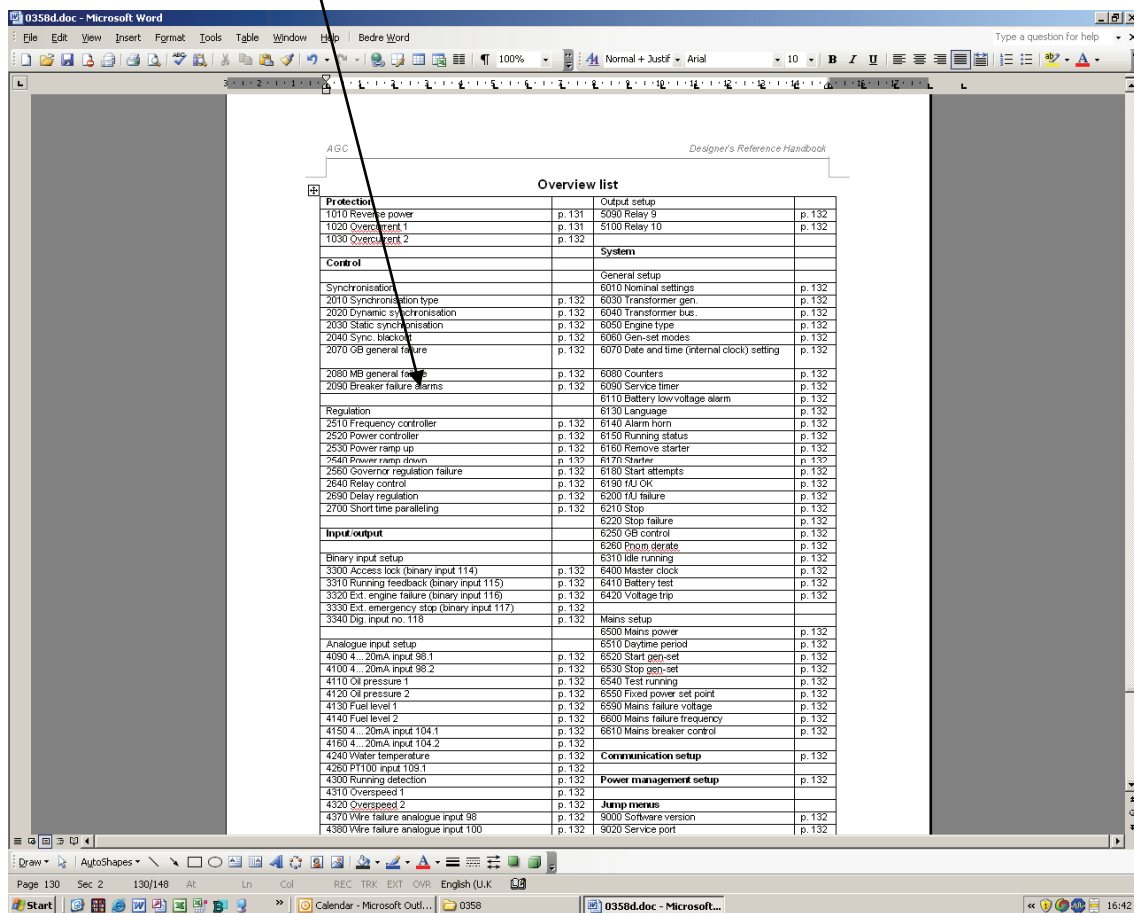 0358d.doc - Microsoft Word
File Edit View Insert Format Tools Table Window Help Bedre Word Type a question for help
100% Normal + Justif Arial 10 B I U
AGC Designer's Reference Handbook
Overview list
Protection Output setup
1010 Reverse power p. 131 5090 Relay 9 p. 132
1020 Overcurrent 1 p. 131 5100 Relay 10 p. 132
1030 Overcurrent 2 p. 132
System
Control
General setup
Synchronisation 6010 Nominal settings p. 132
2010 Synchronisation type p. 132 6030 Transformer gen. p. 132
2020 Dynamic synchronisation p. 132 6040 Transformer bus. p. 132
2030 Static synchronisation p. 132 6050 Engine type p. 132
2040 Sync. blackout p. 132 6060 Gen-set modes p. 132
2070 GB general failure p. 132 6070 Date and time (internal clock) setting p. 132
2080 MB general failure p. 132 6080 Counters p. 132
2090 Breaker failure alarms p. 132 6090 Service timer p. 132
6110 Battery low voltage alarm p. 132
Regulation 6130 Language p. 132
2510 Frequency controller p. 132 6140 Alarm horn p. 132
2520 Power controller p. 132 6150 Running status p. 132
2530 Power ramp up p. 132 6160 Remove starter p. 132
2540 Power ramp down p. 132 6170 Starter p. 132
2560 Governor regulation failure p. 132 6180 Start attempts p. 132
2640 Relay control p. 132 6190 f/U OK p. 132
2690 Delay regulation p. 132 6200 f/U failure p. 132
2700 Short time paralleling p. 132 6210 Stop p. 132
6220 Stop failure p. 132
Input/output 6250 GB control p. 132
6260 Pnom derate p. 132
Binary input setup 6310 Idle running p. 132
3300 Access lock (binary input 114) p. 132 6400 Master clock p. 132
3310 Running feedback (binary input 115) p. 132 6410 Battery test p. 132
3320 Ext. engine failure (binary input 116) p. 132 6420 Voltage trip p. 132
3330 Ext. emergency stop (binary input 117) p. 132
3340 Dig. input no. 118 p. 132 Mains setup
6500 Mains power p. 132
Analogue input setup 6510 Daytime period p. 132
4090 4...20mA input 98.1 p. 132 6520 Start gen-set p. 132
4100 4...20mA input 98.2 p. 132 6530 Stop gen-set p. 132
4110 Oil pressure 1 p. 132 6540 Test running p. 132
4120 Oil pressure 2 p. 132 6550 Fixed power set point p. 132
4130 Fuel level 1 p. 132 6590 Mains failure voltage p. 132
4140 Fuel level 2 p. 132 6600 Mains failure frequency p. 132
4150 4...20mA input 104.1 p. 132 6610 Mains breaker control p. 132
4160 4...20mA input 104.2 p. 132
4240 Water temperature p. 132 Communication setup p. 132
4260 PT100 input 109.1 p. 132
4300 Running detection p. 132 Power management setup p. 132
4310 Overspeed 1 p. 132
4320 Overspeed 2 p. 132 Jump menus
4370 Wire failure analogue input 98 p. 132 9000 Software version p. 132
4380 Wire failure analogue input 100 p. 132 9020 Service port p. 132
Draw AutoShapes
Page 130 Sec 2 130/148 At Ln Col REC TRK EXT OVR English (U.K
Start Calendar - Microsoft Outl... 0358 0358d.doc - Microsoft... 16:42